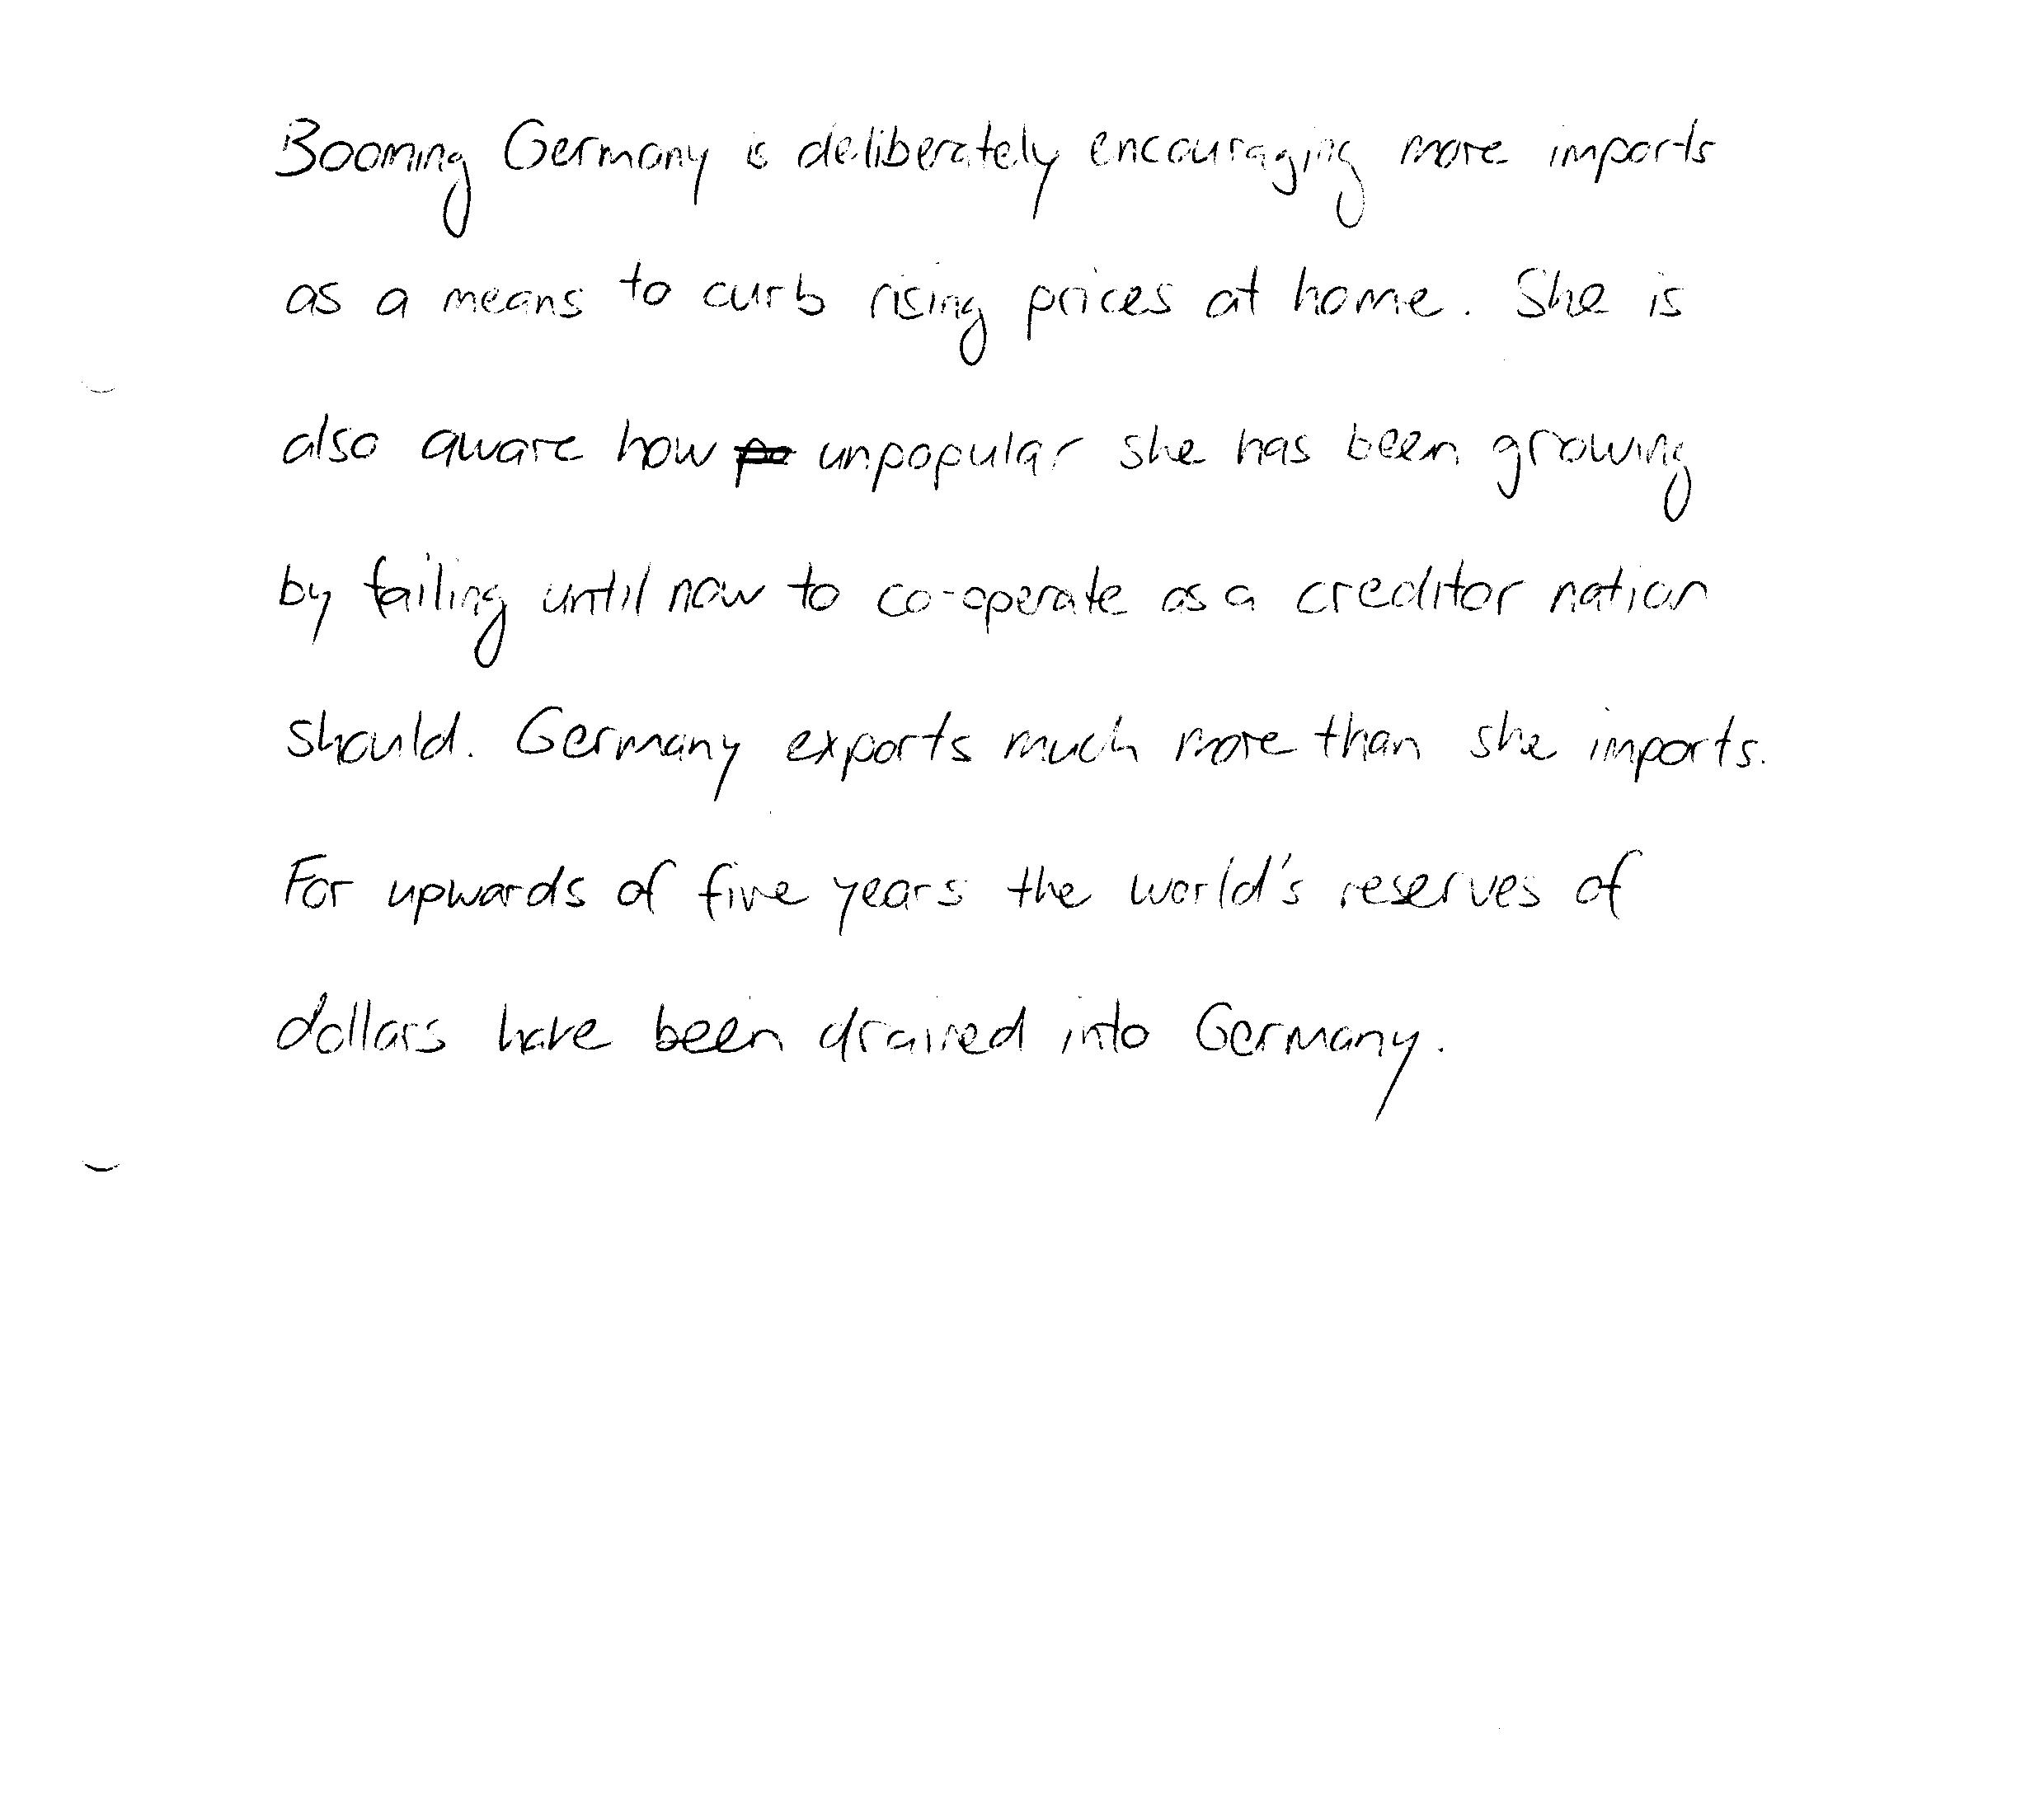 Booming Germany is deliberately encouraging more imports
as a means to curb rising prices at home. She is
also aware how unpopular she has been growing
by failing until now to co-operate as a creditor nation
should. Germany exports much more than she imports.
For upwards of five years the world's reserves of
dollars have been drained into Germany.